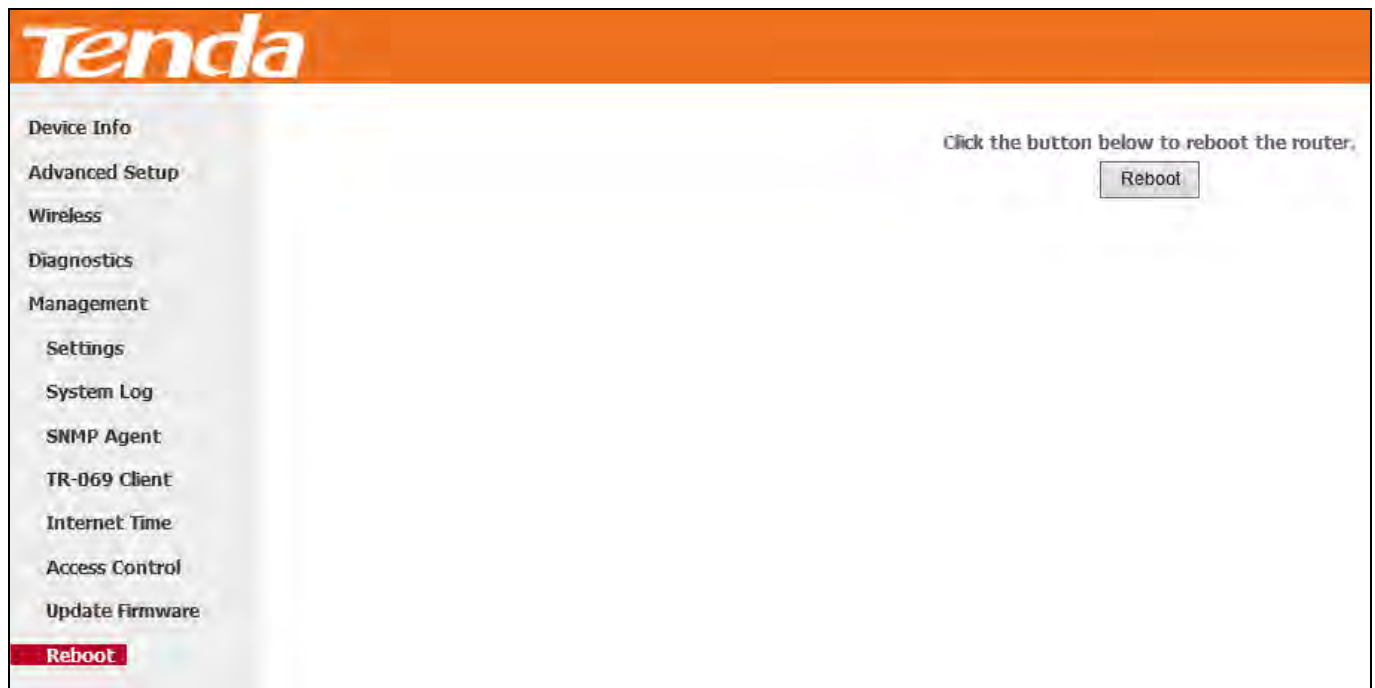 Tenda
Device Info
Advanced Setup
Wireless
Diagnostics
Management
Settings
System Log
SNMP Agent
TR-069 Client
Internet Time
Access Control
Update Firmware
Reboot
Click the button below to reboot the router.
Reboot